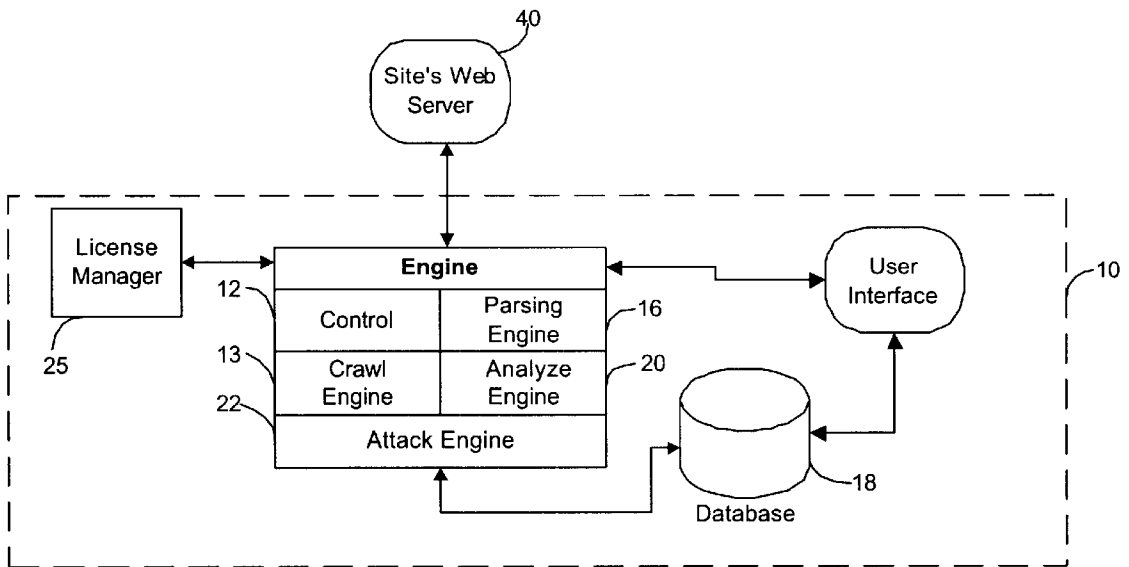 40
Site's Web
Server
License
Manager
25
Engine
12
Control
Parsing
Engine
16
13
Crawl
Engine
Analyze
Engine
20
22
Attack Engine
User
Interface
10
18
Database